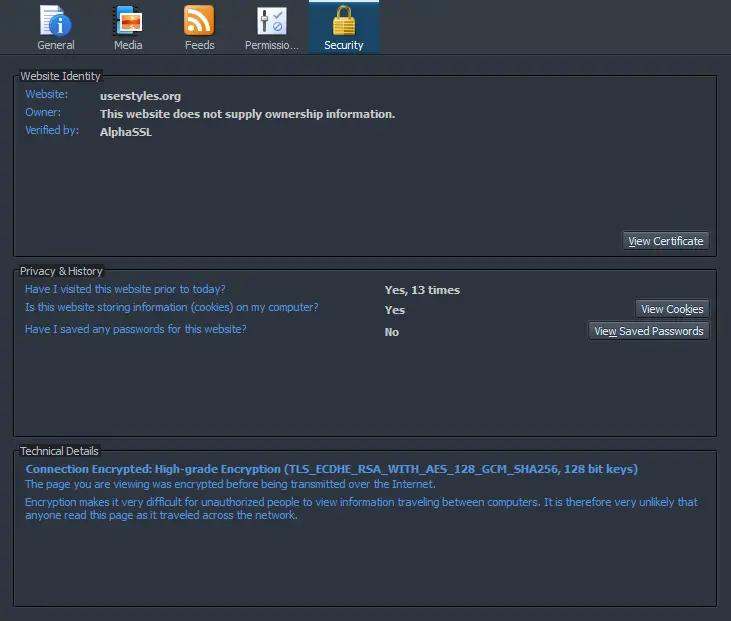 General Media Feeds Permissio... Security
Website Identity
Website: userstyles.org
Owner: This website does not supply ownership information.
Verified by: AlphaSSL
View Certificate
Privacy & History
Have I visited this website prior to today? Yes, 13 times
Is this website storing information (cookies) on my computer? Yes View Cookies
Have I saved any passwords for this website? No View Saved Passwords
Technical Details
Connection Encrypted: High-grade Encryption (TLS_ECDHE_RSA_WITH_AES_128_GCM_SHA256, 128 bit keys)
The page you are viewing was encrypted before being transmitted over the Internet.
Encryption makes it very difficult for unauthorized people to view information traveling between computers. It is therefore very unlikely that
anyone read this page as it traveled across the network.